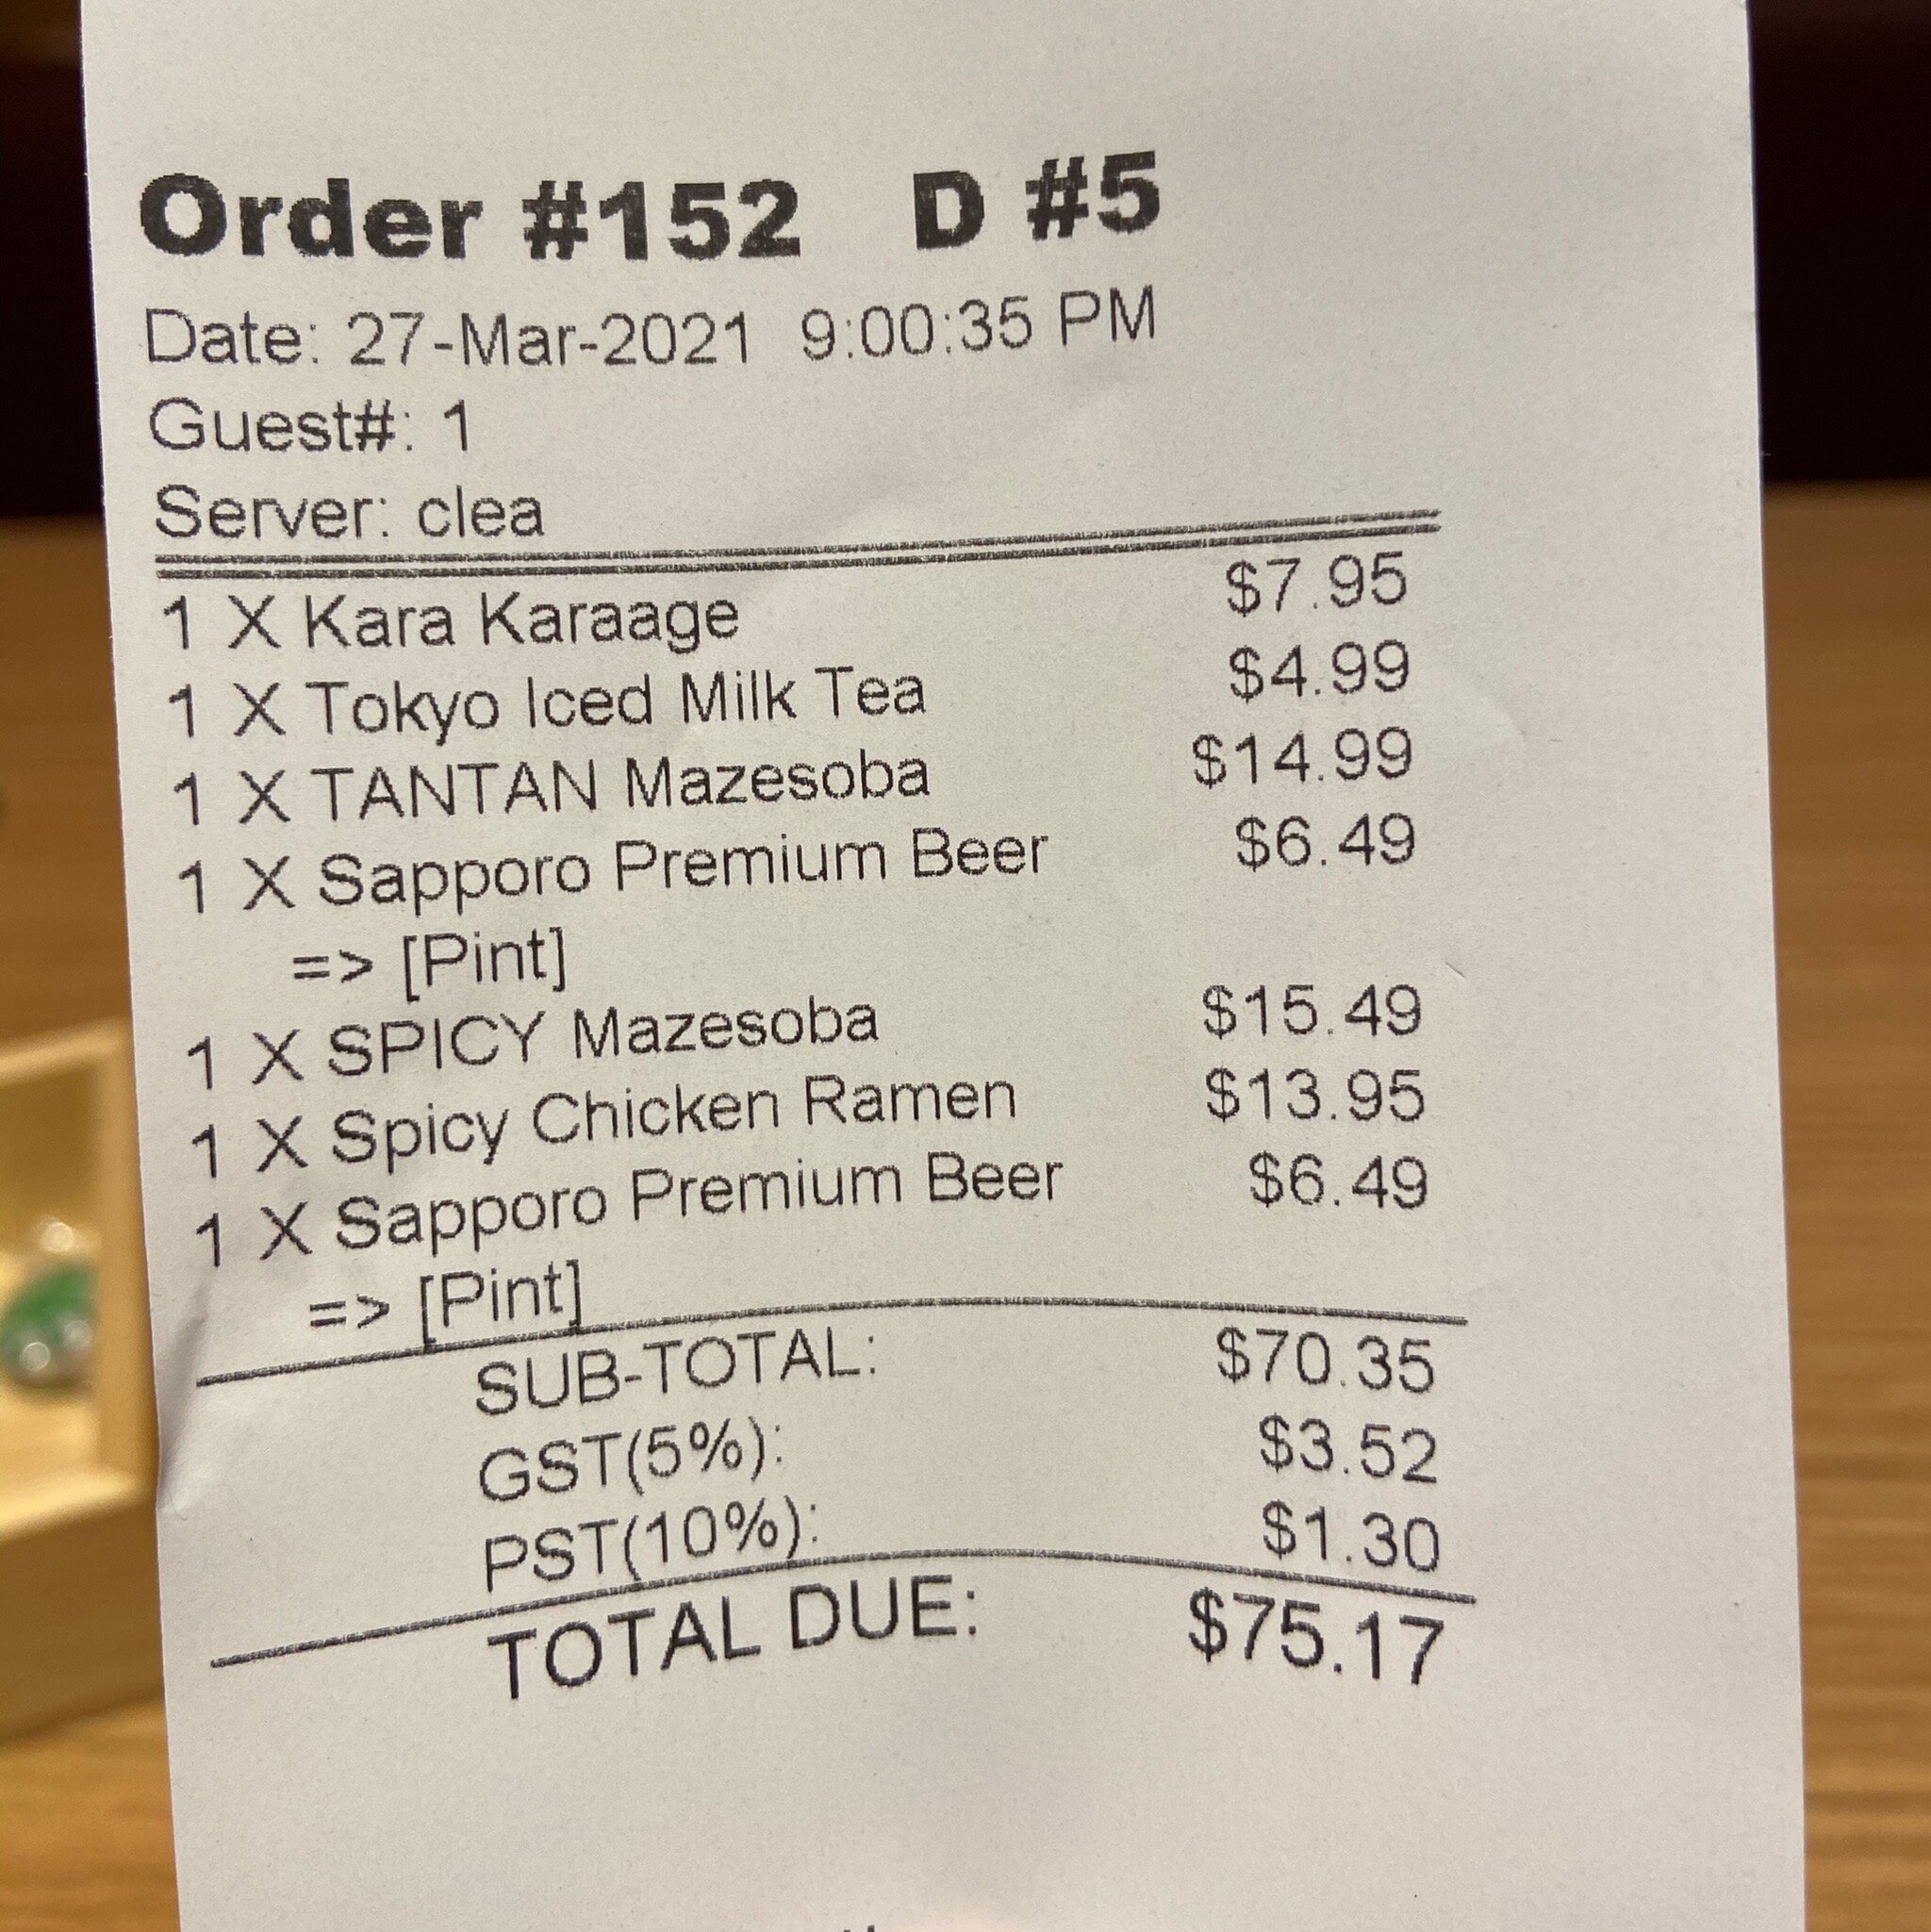 Order #152 D #5
Date: 27-Mar-2021 9:00:35 PM
Guest#: 1
Server: clea
1 X Kara Karaage $7.95
1 X Tokyo Iced Milk Tea $4.99
1 X TANTAN Mazesoba $14.99
1 X Sapporo Premium Beer $6.49
=> [Pint]
1 X SPICY Mazesoba $15.49
1 X Spicy Chicken Ramen $13.95
1 X Sapporo Premium Beer $6.49
=> [Pint]
SUB-TOTAL: $70.35
GST(5%): $3.52
PST(10%): $1.30
TOTAL DUE: $75.17